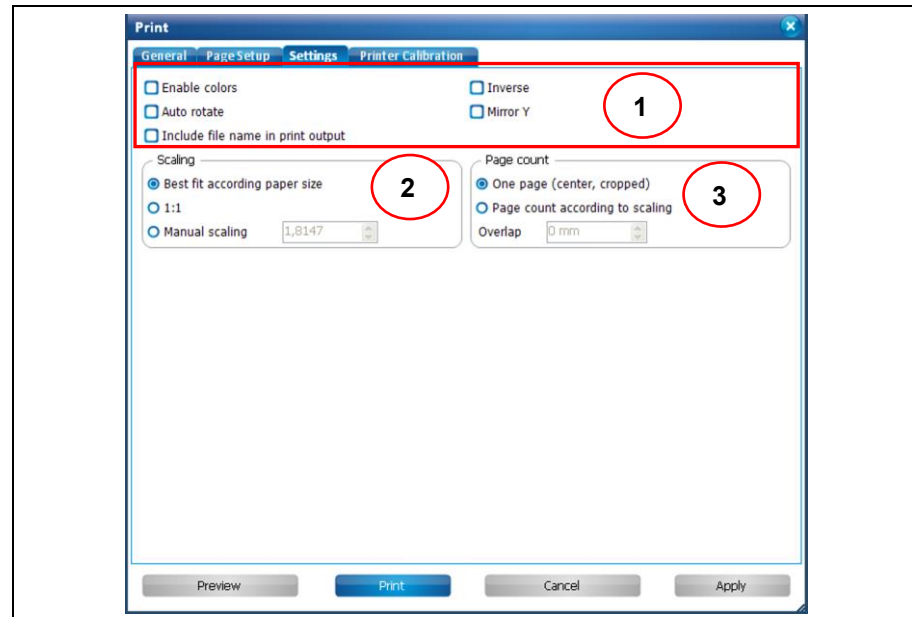 Print
General Page Setup Settings Printer Calibration
Enable colors Inverse
Auto rotate Mirror Y
Include file name in print output
1
Scaling Page count
Best fit according paper size One page (center, cropped)
1:1 Page count according to scaling
Manual scaling 1,8147 Overlap 0 mm
2
3
Preview Print Cancel Apply